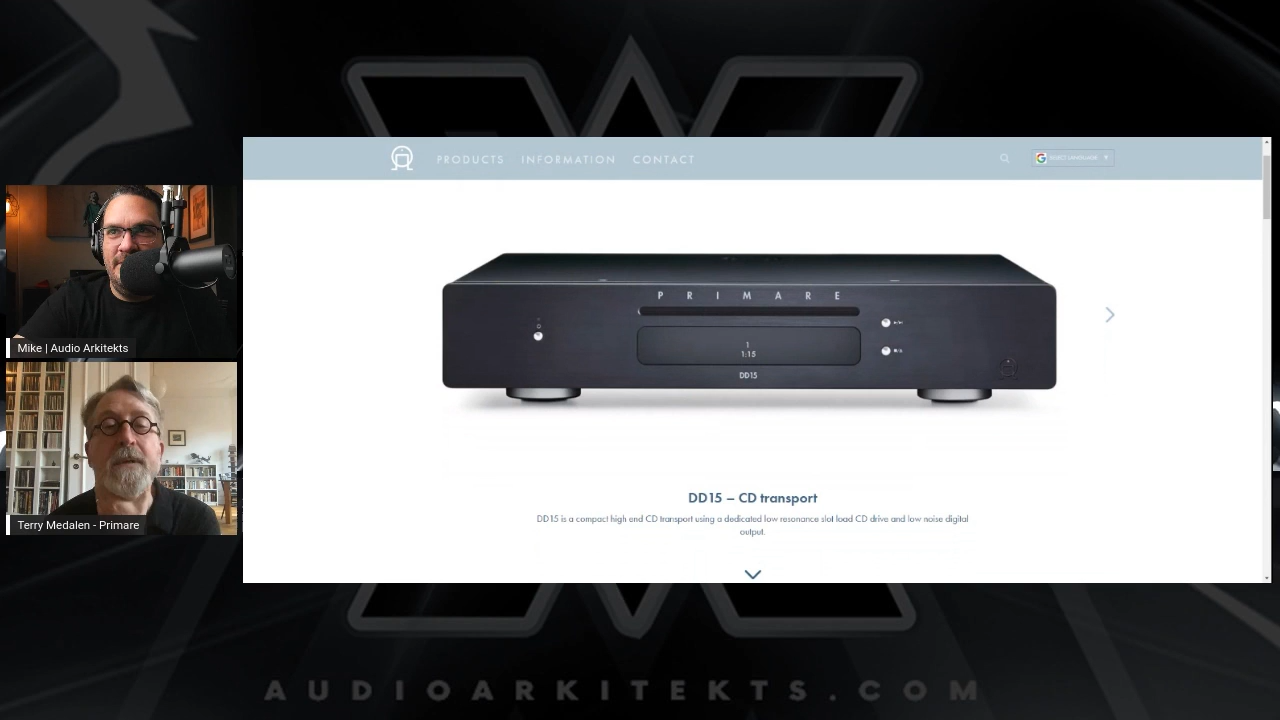 PRODUCTS INFORMATION CONTACT
SELECT LANGUAGE
PRIMARE
1
1:15
DD15
Mike | Audio Arkitekts
Terry Medalen - Primare
DD15 – CD transport
DD15 is a compact high end CD transport using a dedicated low resonance slot load CD drive and low noise digital
output.
AUDIOARKITEKTS.COM